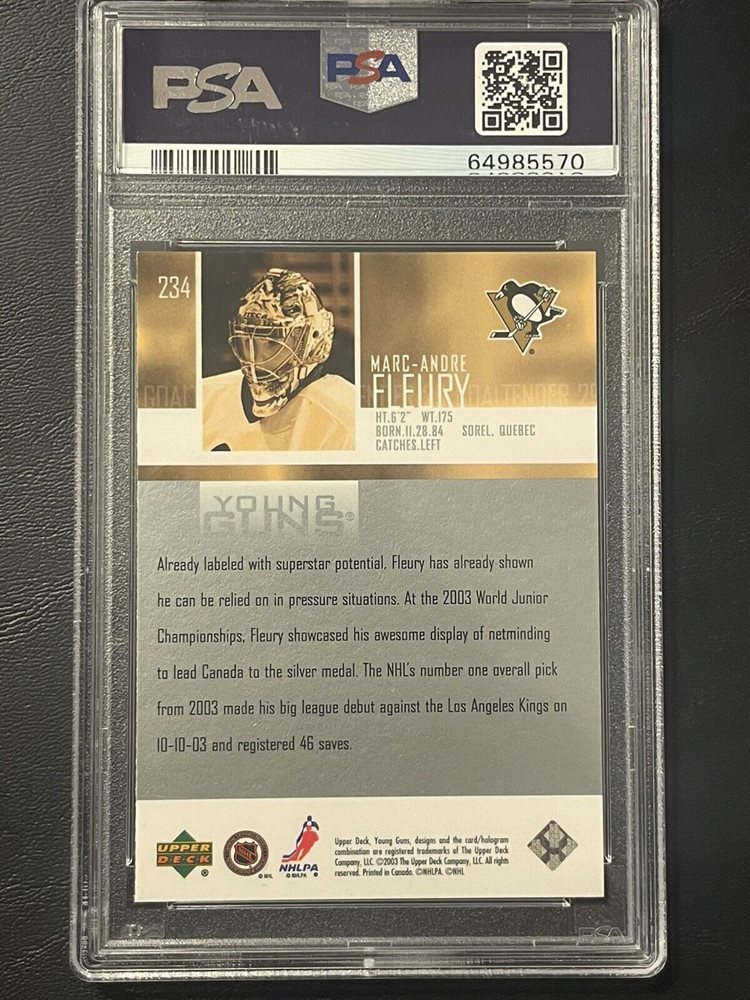 PSA
PSA
64985570
234
MARC-ANDRE
FLEURY
HT.6'2" WT.175
BORN.11.28.84 SOREL, QUEBEC
CATCHES.LEFT
YOUNG
GUNS®
Already labeled with superstar potential, Fleury has already shown
he can be relied on in pressure situations. At the 2003 World Junior
Championships, Fleury showcased his awesome display of netminding
to lead Canada to the silver medal. The NHL's number one overall pick
from 2003 made his big league debut against the Los Angeles Kings on
10-10-03 and registered 46 saves.
UPPER
DECK
®
NHL
© NHL
NHLPA
© NHLPA
Upper Deck, Young Guns, designs and the card/hologram
combination are registered trademarks of The Upper Deck
Company, LLC. ©2003 The Upper Deck Company, LLC. All rights
reserved. Printed in Canada. ©NHLPA. ©NHL
PSA